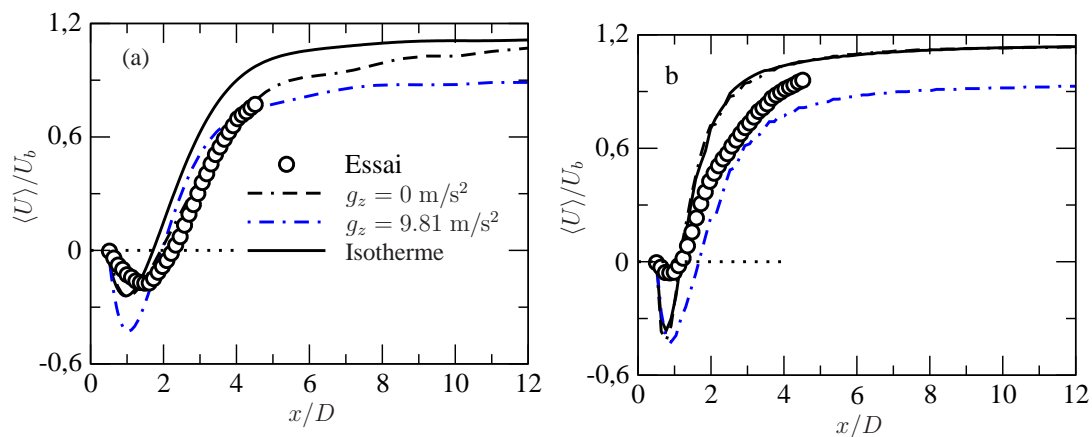 1,2
0,6
0
-0,6
0 2 4 6 8 10 12
x/D
⟨U⟩/U_b
(a)
Essai
g_z = 0 m/s²
g_z = 9.81 m/s²
Isotherme
1,2
0,6
0
-0,6
0 2 4 6 8 10 12
x/D
⟨U⟩/U_b
b